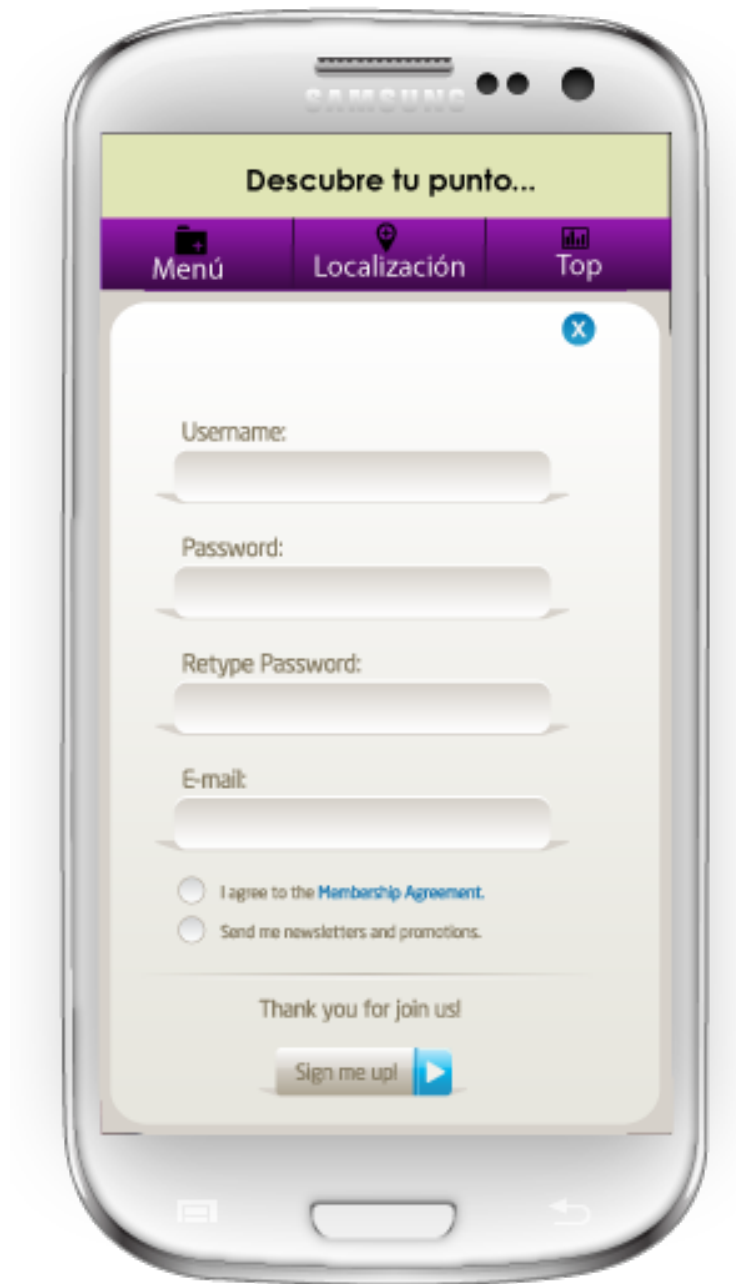 SAMSUNG
Descubre tu punto...
Menú
Localización
Top
X
Username:
Password:
Retype Password:
E-mail:
I agree to the Membership Agreement.
Send me newsletters and promotions.
Thank you for join us!
Sign me up!